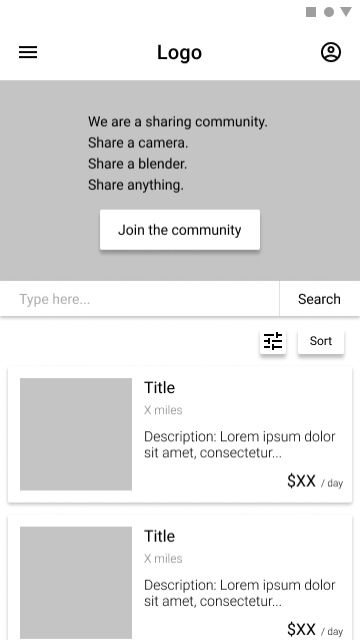 Logo
We are a sharing community.
Share a camera.
Share a blender.
Share anything.
Join the community
Type here...
Search
Sort
Title
X miles
Description: Lorem ipsum dolor
sit amet, consectetur...
$XX / day
Title
X miles
Description: Lorem ipsum dolor
sit amet, consectetur...
$XX / day